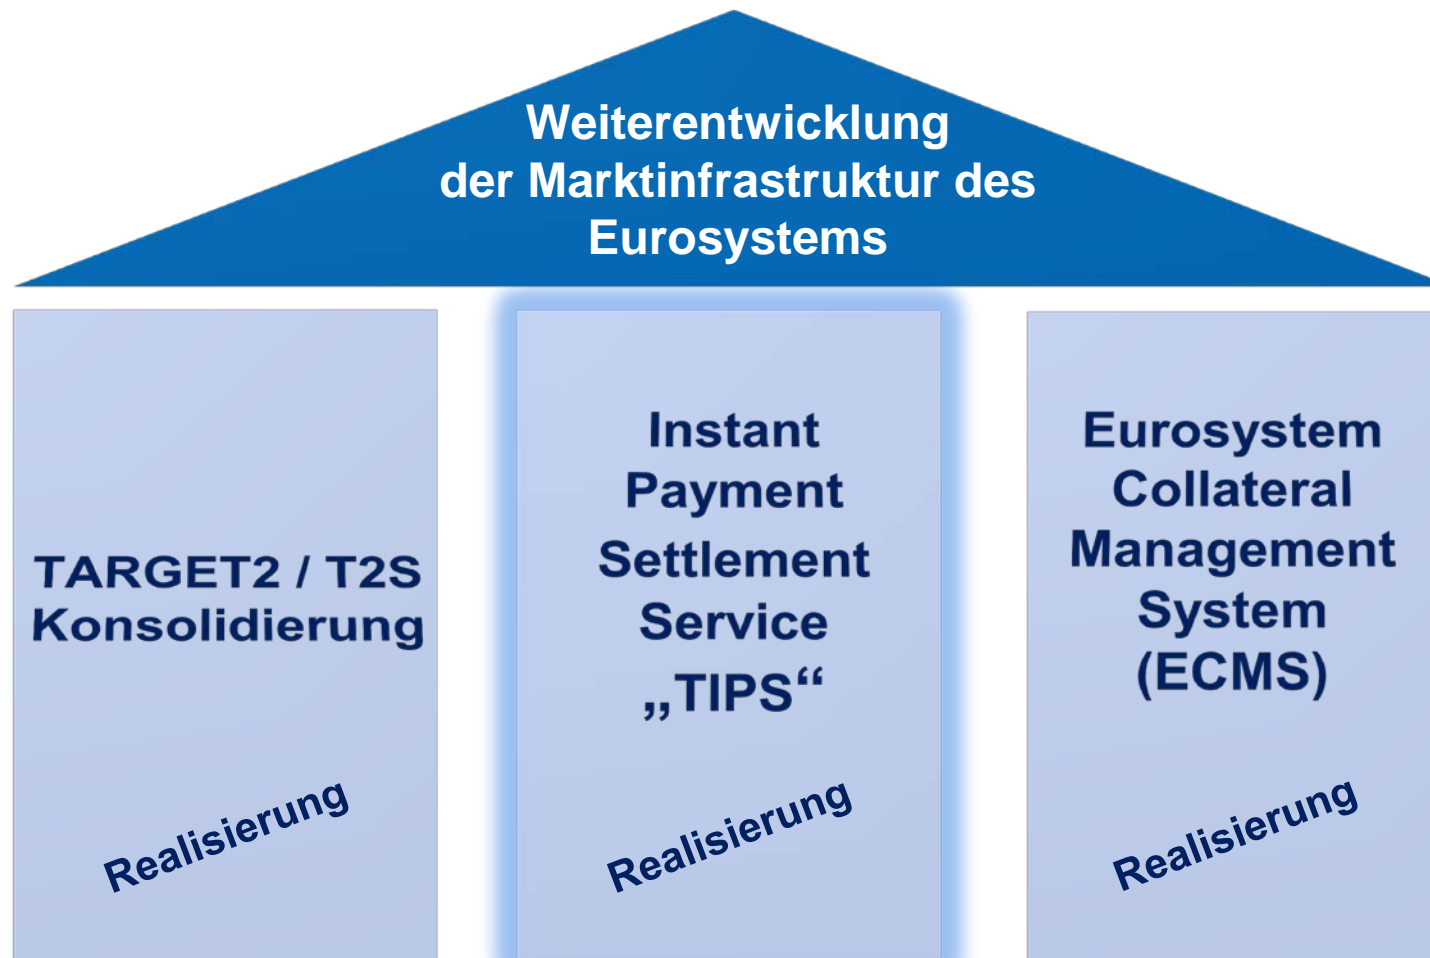 Weiterentwicklung
der Marktinfrastruktur des
Eurosystems
TARGET2 / T2S
Konsolidierung
Realisierung
Instant
Payment
Settlement
Service
„TIPS“
Realisierung
Eurosystem
Collateral
Management
System
(ECMS)
Realisierung